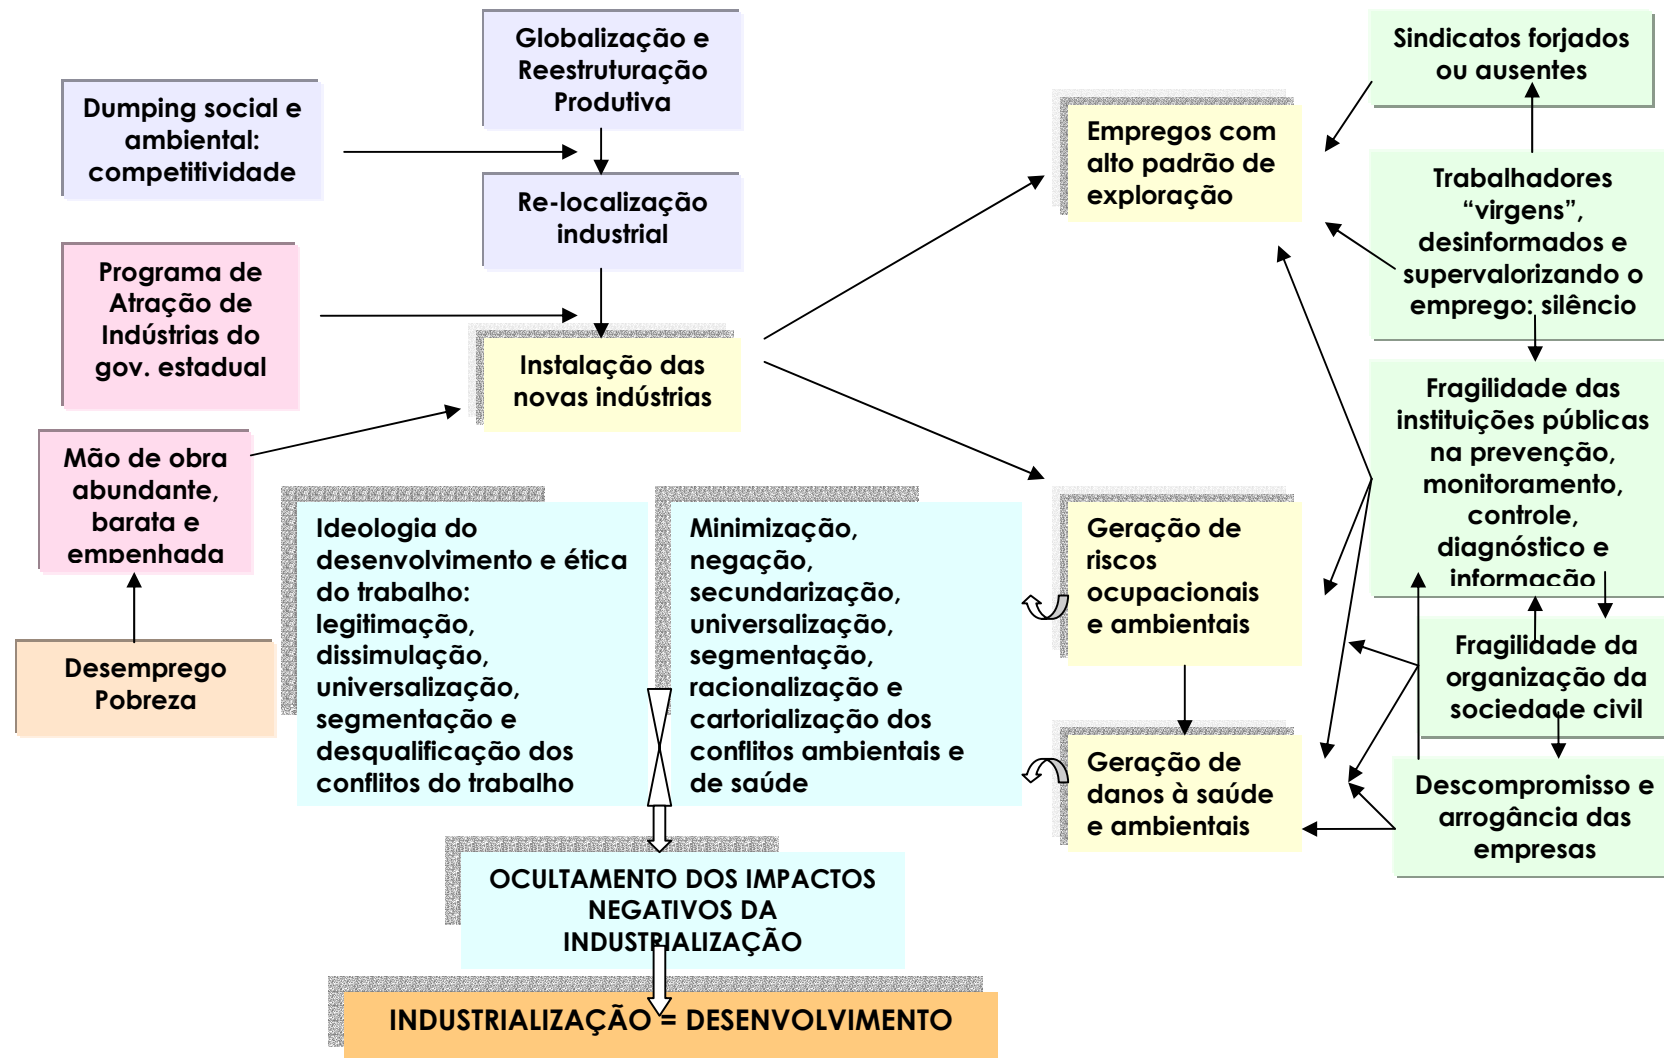 Globalização e
Reestruturação
Produtiva
Dumping social e
ambiental:
competitividade
Re-localização
industrial
Programa de
Atração de
Indústrias do
gov. estadual
Instalação das
novas indústrias
Mão de obra
abundante,
barata e
empenhada
Desemprego
Pobreza
Ideologia do
desenvolvimento e ética
do trabalho:
legitimação,
dissimulação,
universalização,
segmentação e
desqualificação dos
conflitos do trabalho
Minimização,
negação,
secundarização,
universalização,
segmentação,
racionalização e
cartorialização dos
conflitos ambientais e
de saúde
OCULTAMENTO DOS IMPACTOS
NEGATIVOS DA
INDUSTRIALIZAÇÃO
INDUSTRIALIZAÇÃO = DESENVOLVIMENTO
Empregos com
alto padrão de
exploração
Geração de
riscos
ocupacionais
e ambientais
Geração de
danos à saúde
e ambientais
Sindicatos forjados
ou ausentes
Trabalhadores
“virgens”,
desinformados e
supervalorizando o
emprego: silêncio
Fragilidade das
instituições públicas
na prevenção,
monitoramento,
controle,
diagnóstico e
informação
Fragilidade da
organização da
sociedade civil
Descompromisso e
arrogância das
empresas